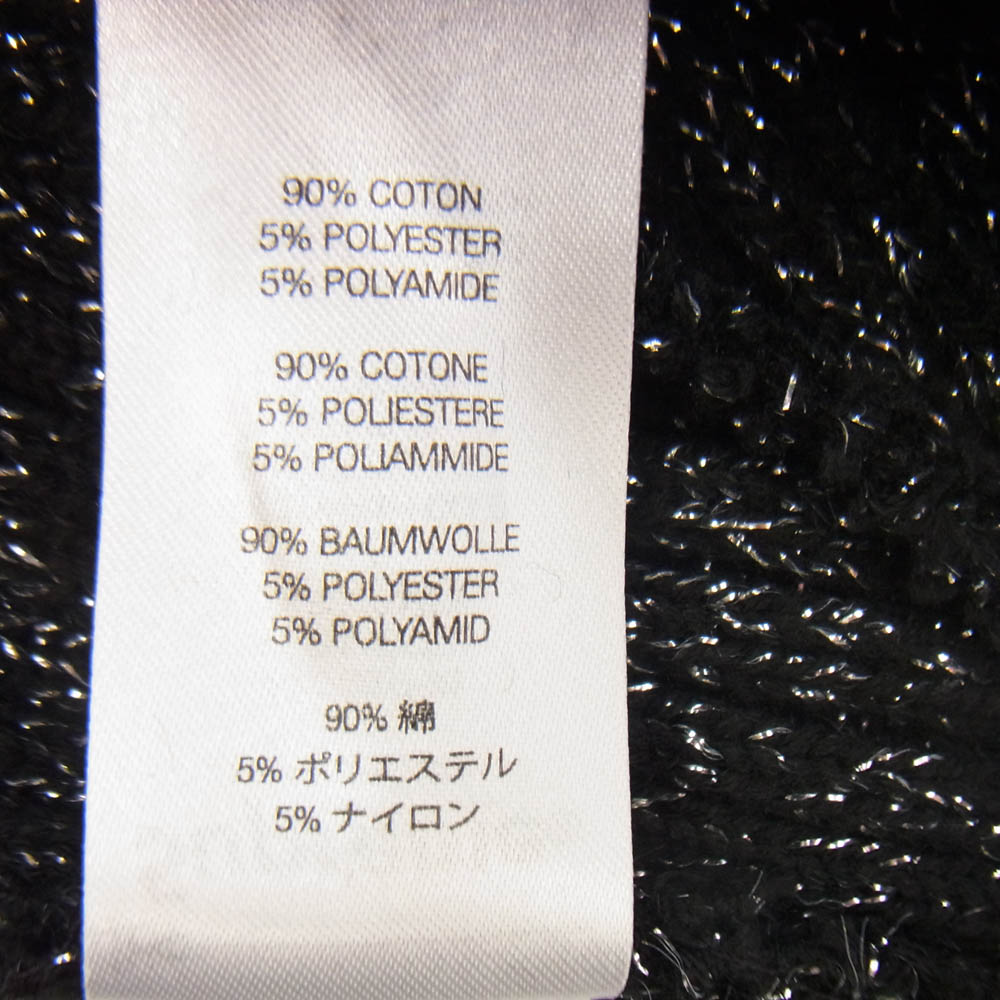 90% COTON
5% POLYESTER
5% POLYAMIDE
90% COTONE
5% POLIESTERE
5% POLIAMMIDE
90% BAUMWOLLE
5% POLYESTER
5% POLYAMID
90% 綿
5% ポリエステル
5% ナイロン